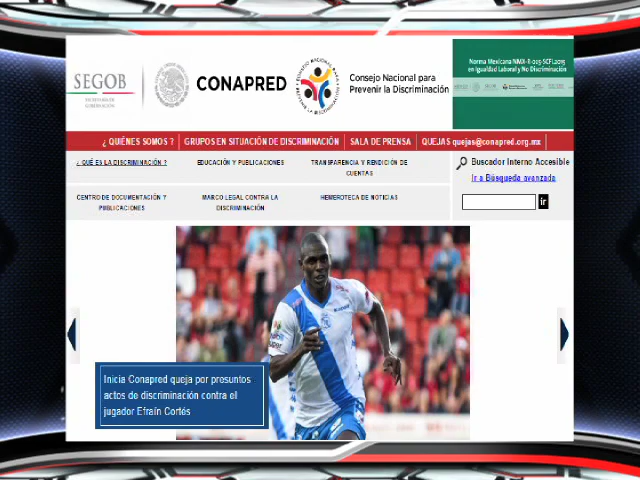 SEGOB
SECRETARÍA DE
GOBERNACIÓN
CONAPRED
Consejo Nacional para
Prevenir la Discriminación
Norma Mexicana NMX-R-025-SCFI-2015
en Igualdad Laboral y No Discriminación
¿ QUIÉNES SOMOS ?
GRUPOS EN SITUACIÓN DE DISCRIMINACIÓN
SALA DE PRENSA
QUEJAS quejas@conapred.org.mx
¿ QUÉ ES LA DISCRIMINACIÓN ?
EDUCACIÓN Y PUBLICACIONES
TRANSPARENCIA Y RENDICIÓN DE
CUENTAS
Buscador Interno Accesible
Ir a Búsqueda avanzada
CENTRO DE DOCUMENTACIÓN Y
PUBLICACIONES
MARCO LEGAL CONTRA LA
DISCRIMINACIÓN
HEMEROTECA DE NOTICIAS
ir
Inicia Conapred queja por presuntos
actos de discriminación contra el
jugador Efraín Cortés